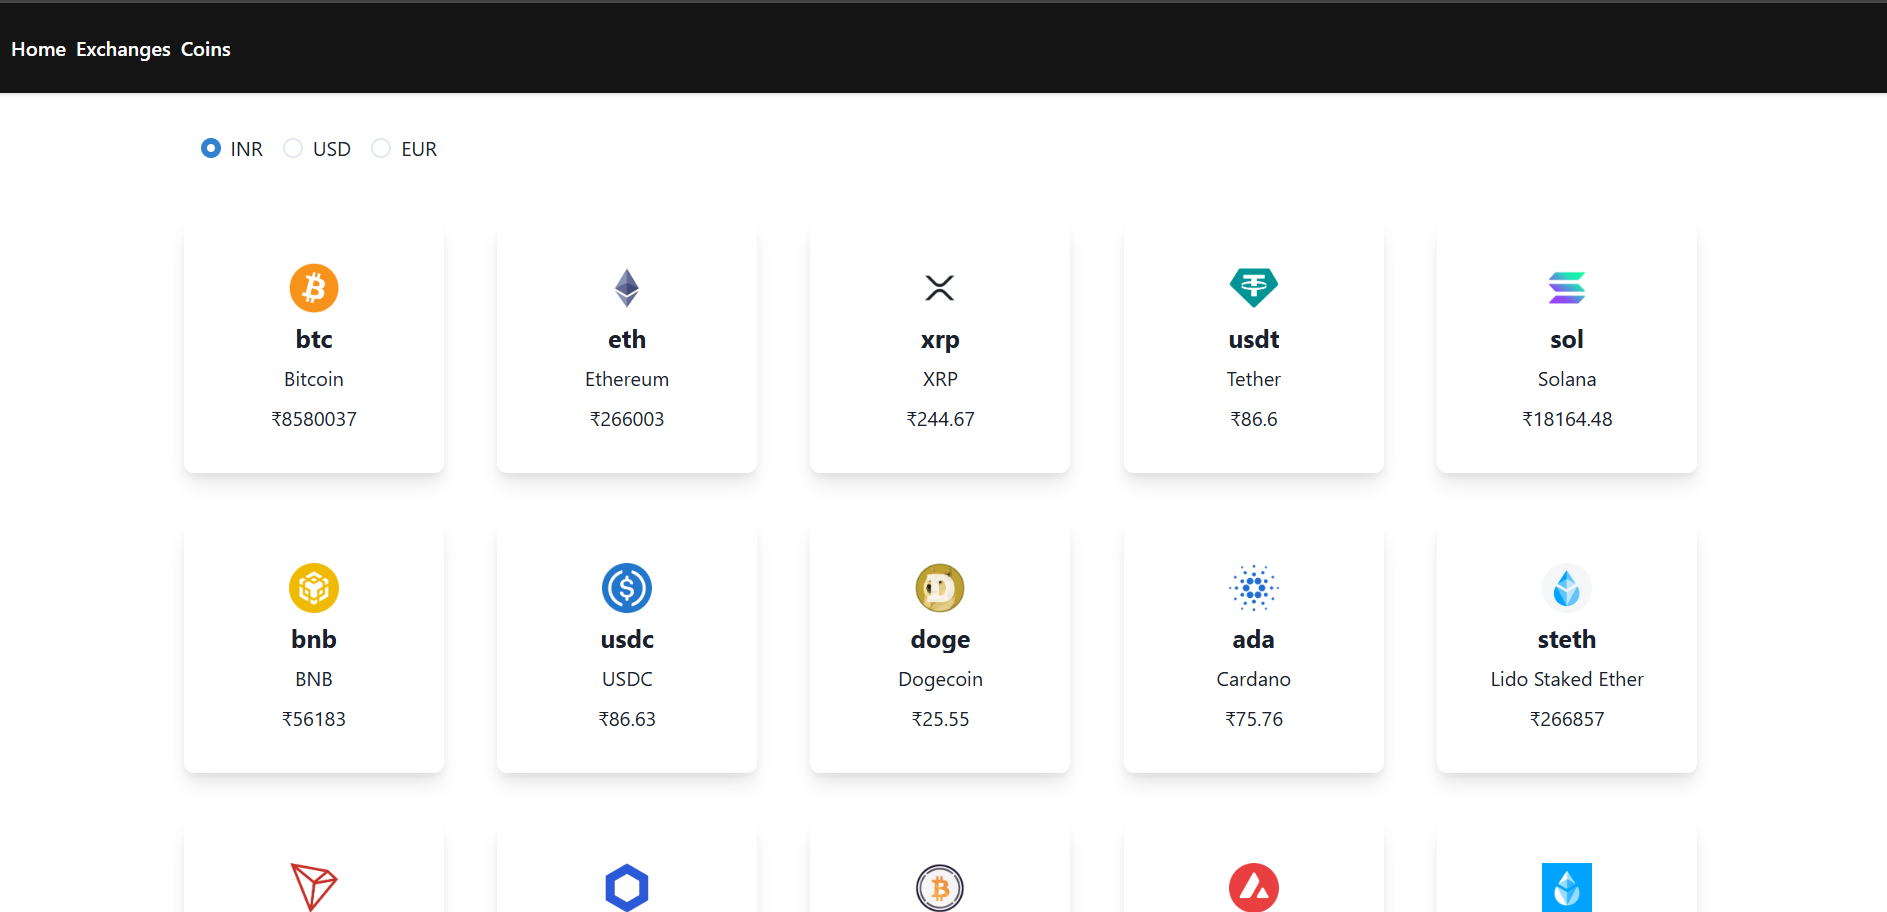 Home Exchanges Coins
INR USD EUR
btc eth xrp usdt sol
Bitcoin Ethereum XRP Tether Solana
₹8580037 ₹266003 ₹244.67 ₹86.6 ₹18164.48
bnb usdc doge ada steth
BNB USDC Dogecoin Cardano Lido Staked Ether
₹56183 ₹86.63 ₹25.55 ₹75.76 ₹266857